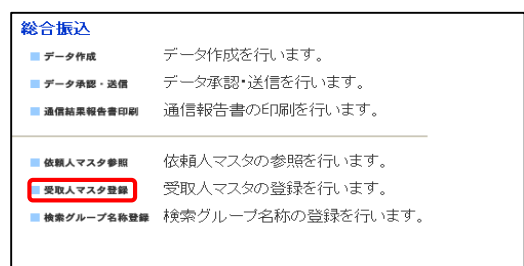 総合振込
データ作成 データ作成を行います。
データ承認・送信 データ承認・送信を行います。
通信結果報告書印刷 通信報告書の印刷を行います。
依頼人マスタ参照 依頼人マスタの参照を行います。
受取人マスタ登録 受取人マスタの登録を行います。
検索グループ名称登録 検索グループ名称の登録を行います。